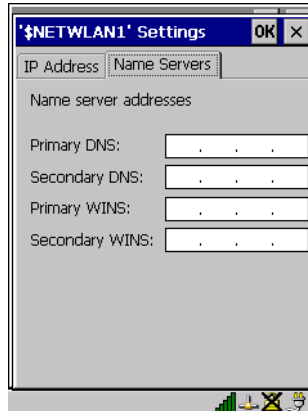 '$NETWLAN1' Settings OK ×
IP Address Name Servers
Name server addresses
Primary DNS: . . .
Secondary DNS: . . .
Primary WINS: . . .
Secondary WINS: . . .